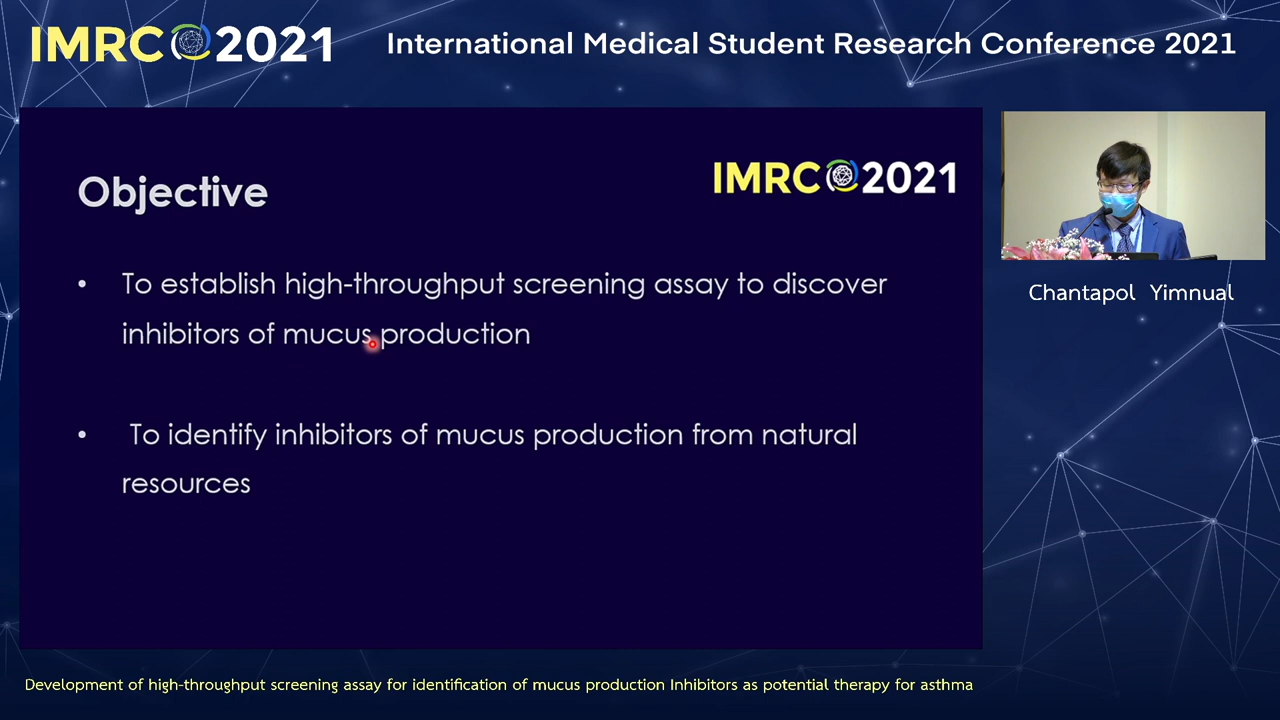 IMRC 2021
International Medical Student Research Conference 2021
IMRC 2021
Objective
• To establish high-throughput screening assay to discover
inhibitors of mucus production
• To identify inhibitors of mucus production from natural
resources
Chantapol Yimnual
Development of high-throughput screening assay for identification of mucus production Inhibitors as potential therapy for asthma